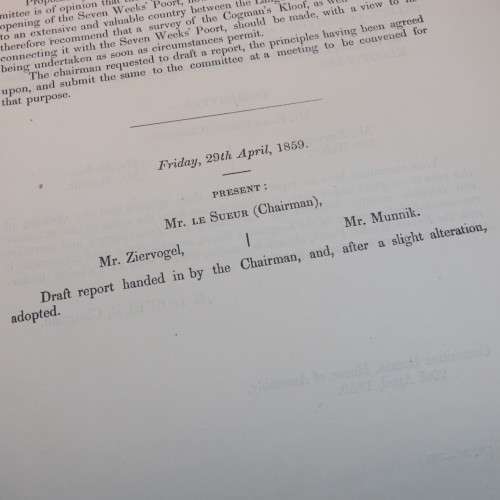 mittee is of opinion that
opening of the Seven Weeks' Poort,
to an extensive and valuable country between the
therefore recommend that a survey of the Cogman's Kloof, as well
connecting it with the Seven Weeks' Poort, should be made, with a view to
being undertaken as soon as circumstances permit.
The chairman requested to draft a report, the principles having been agreed
upon, and submit the same to the committee at a meeting to be convened for
that purpose.
Friday, 29th April, 1859.
PRESENT:
Mr. LE SUEUR (Chairman),
Mr. Ziervogel, | Mr. Munnik.
Draft report handed in by the Chairman, and, after a slight alteration,
adopted.